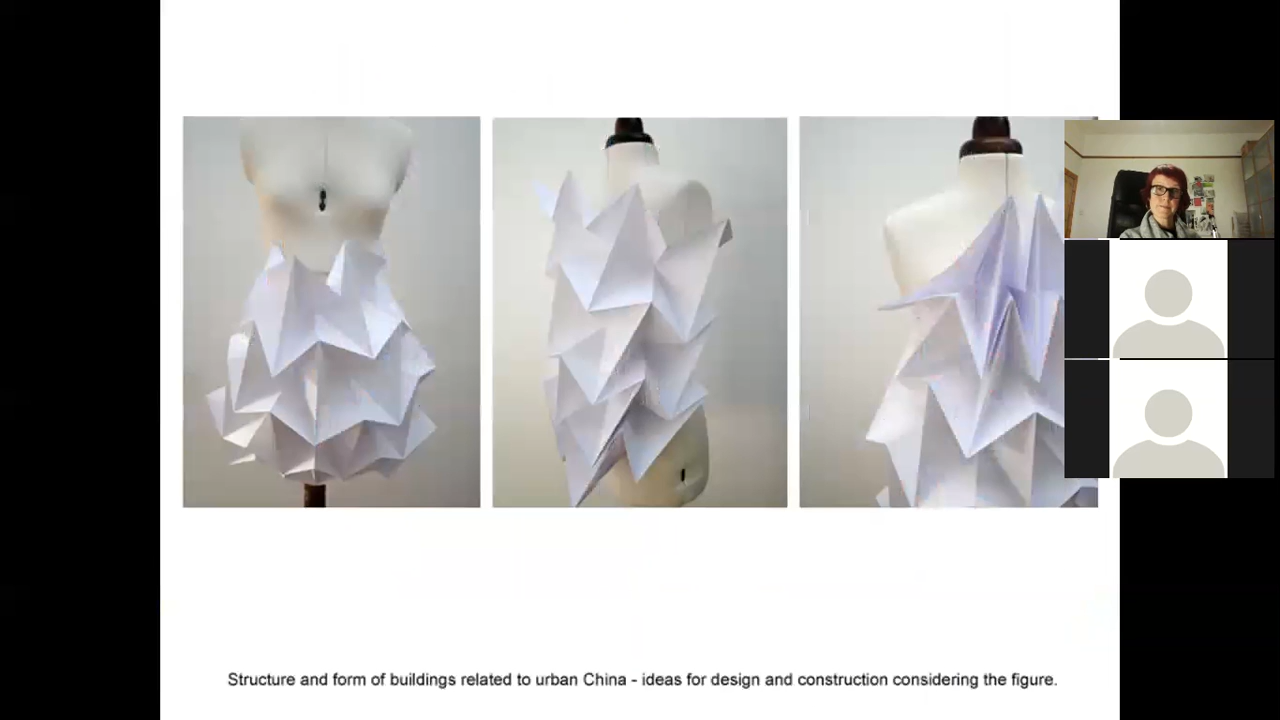 Structure and form of buildings related to urban China - ideas for design and construction considering the figure.